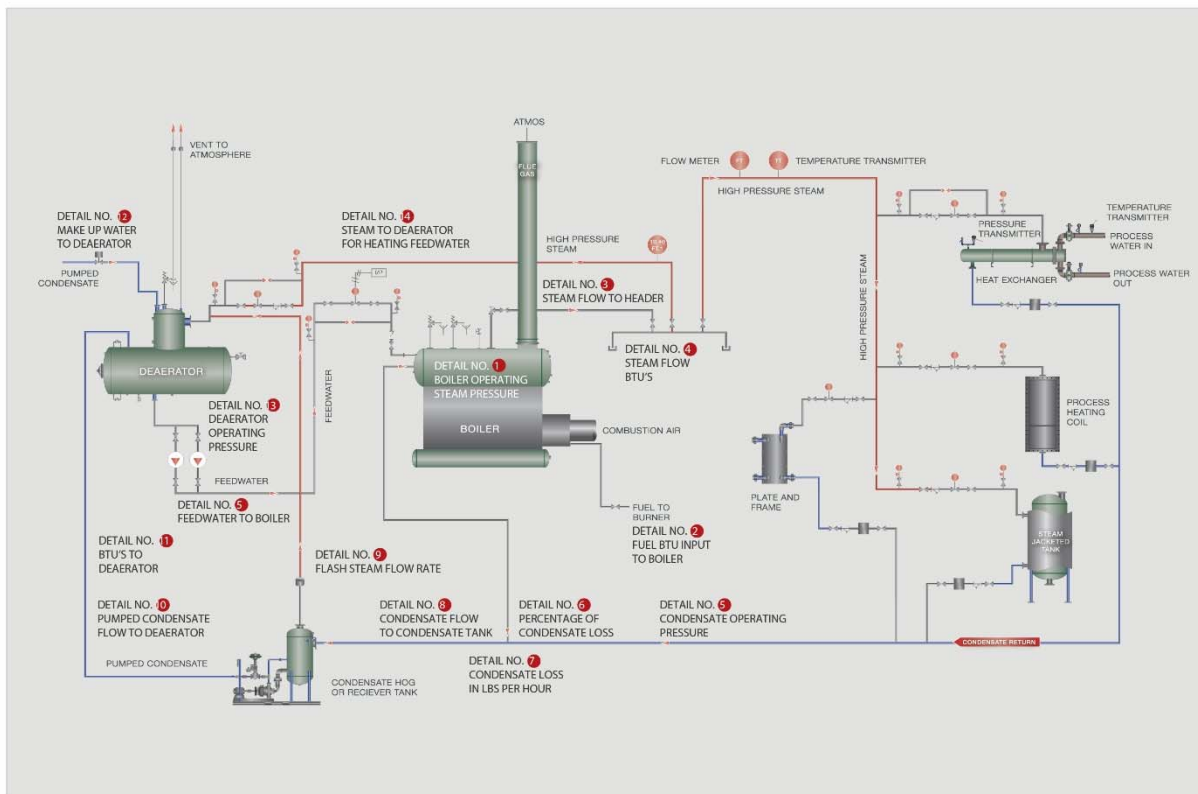 ATMOS
FLUE
GAS
VENT TO
ATMOSPHERE
FLOW METER
FT
TT
TEMPERATURE TRANSMITTER
HIGH PRESSURE STEAM
DETAIL NO. 12
MAKE UP WATER
TO DEAERATOR
PUMPED
CONDENSATE
DETAIL NO. 14
STEAM TO DEAERATOR
FOR HEATING FEEDWATER
HIGH PRESSURE
STEAM
DETAIL NO. 3
STEAM FLOW TO HEADER
PRESSURE
TRANSMITTER
TEMPERATURE
TRANSMITTER
PROCESS
WATER IN
HEAT EXCHANGER
PROCESS WATER
OUT
HIGH PRESSURE STEAM
DEAERATOR
DETAIL NO. 1
BOILER OPERATING
STEAM PRESSURE
DETAIL NO. 4
STEAM FLOW
BTU'S
FEEDWATER
DETAIL NO. 13
DEAERATOR
OPERATING
PRESSURE
BOILER
COMBUSTION AIR
PROCESS
HEATING
COIL
FEEDWATER
DETAIL NO. 5
FEEDWATER TO BOILER
PLATE AND
FRAME
FUEL TO
BURNER
DETAIL NO. 2
FUEL BTU INPUT
TO BOILER
STEAM
JACKETED
TANK
DETAIL NO. 11
BTU'S TO
DEAERATOR
DETAIL NO. 9
FLASH STEAM FLOW RATE
DETAIL NO. 10
PUMPED CONDENSATE
FLOW TO DEAERATOR
DETAIL NO. 8
CONDENSATE FLOW
TO CONDENSATE TANK
DETAIL NO. 6
PERCENTAGE OF
CONDENSATE LOSS
DETAIL NO. 5
CONDENSATE OPERATING
PRESSURE
CONDENSATE RETURN
PUMPED CONDENSATE
DETAIL NO. 7
CONDENSATE LOSS
IN LBS PER HOUR
CONDENSATE HOG
OR RECIEVER TANK